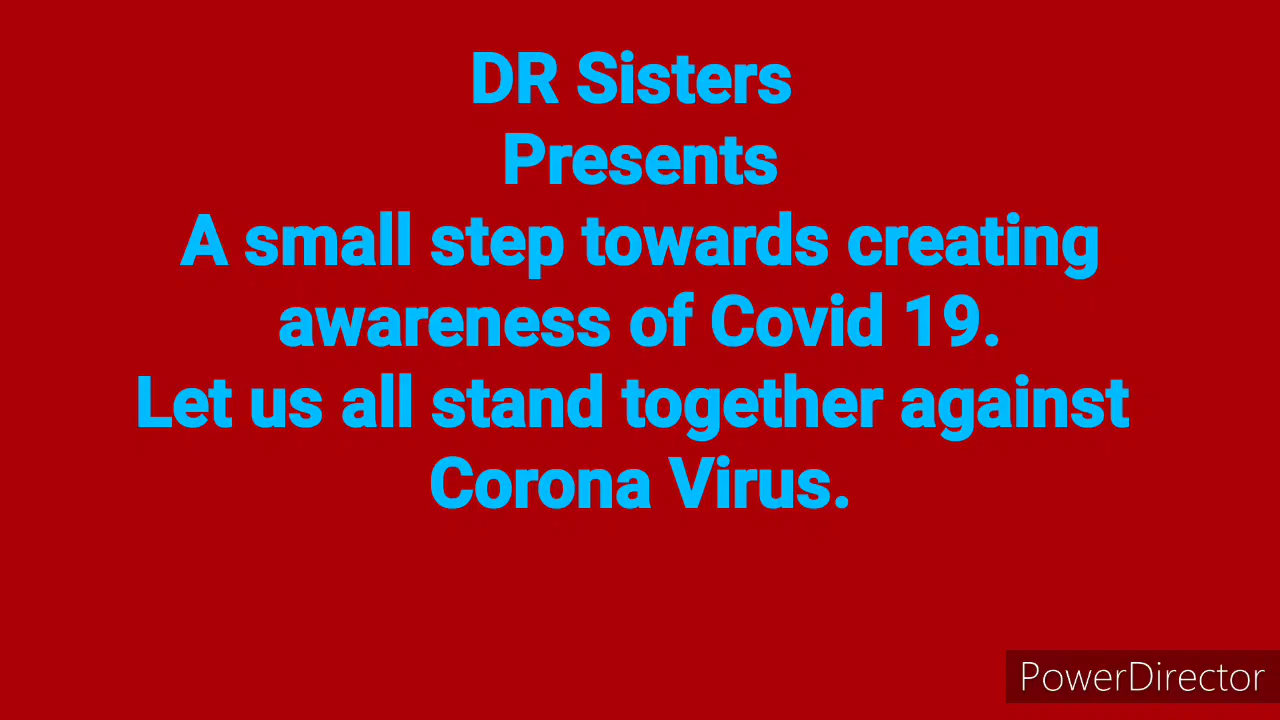 DR Sisters
Presents
A small step towards creating
awareness of Covid 19.
Let us all stand together against
Corona Virus.
PowerDirector